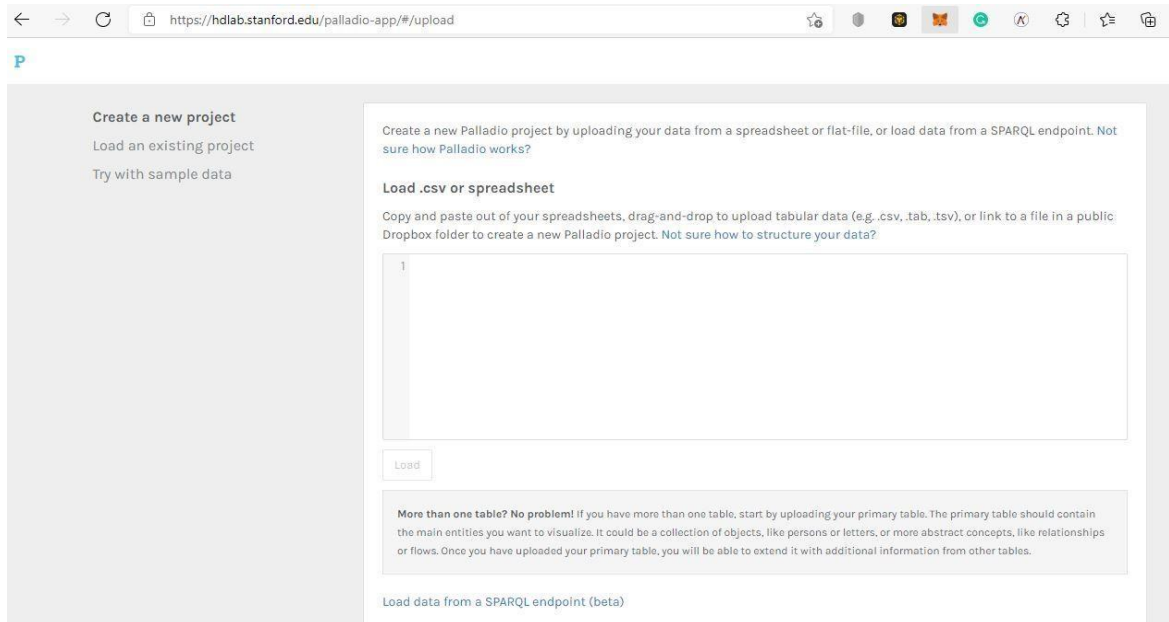 https://hdlab.stanford.edu/palladio-app/#/upload
P
Create a new project
Load an existing project
Try with sample data
Create a new Palladio project by uploading your data from a spreadsheet or flat-file, or load data from a SPARQL endpoint. Not
sure how Palladio works?
Load .csv or spreadsheet
Copy and paste out of your spreadsheets, drag-and-drop to upload tabular data (e.g. .csv, .tab, .tsv), or link to a file in a public
Dropbox folder to create a new Palladio project. Not sure how to structure your data?
1
Load
More than one table? No problem! If you have more than one table, start by uploading your primary table. The primary table should contain
the main entities you want to visualize. It could be a collection of objects, like persons or letters, or more abstract concepts, like relationships
or flows. Once you have uploaded your primary table, you will be able to extend it with additional information from other tables.
Load data from a SPARQL endpoint (beta)